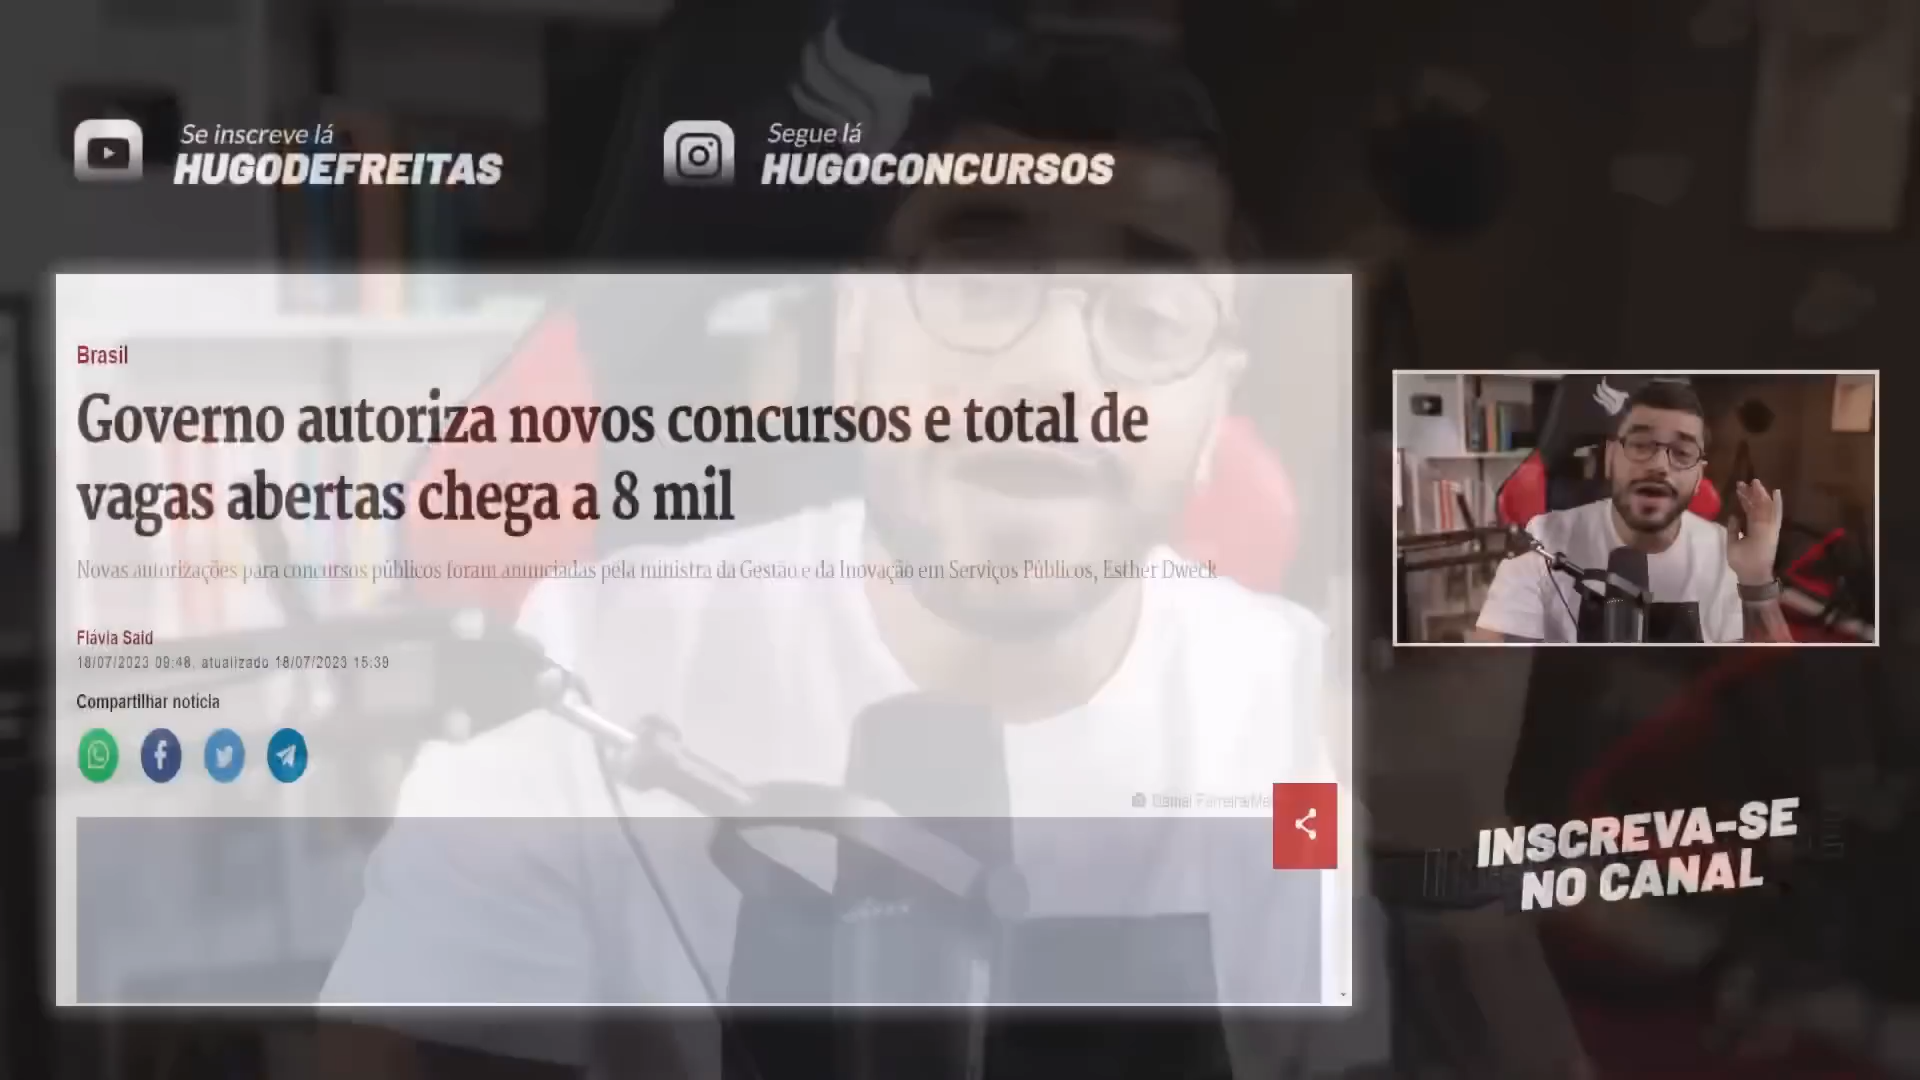 Se inscreve lá
HUGODEFREITAS
Segue lá
HUGOCONCURSOS
Brasil
Governo autoriza novos concursos e total de
vagas abertas chega a 8 mil
Novas autorizações para concursos públicos foram anunciadas pela ministra da Gestão e da Inovação em Serviços Públicos, Esther Dweck
Flávia Said
18/07/2023 09:48, atualizado 18/07/2023 15:39
Compartilhar notícia
INSCREVA-SE
NO CANAL